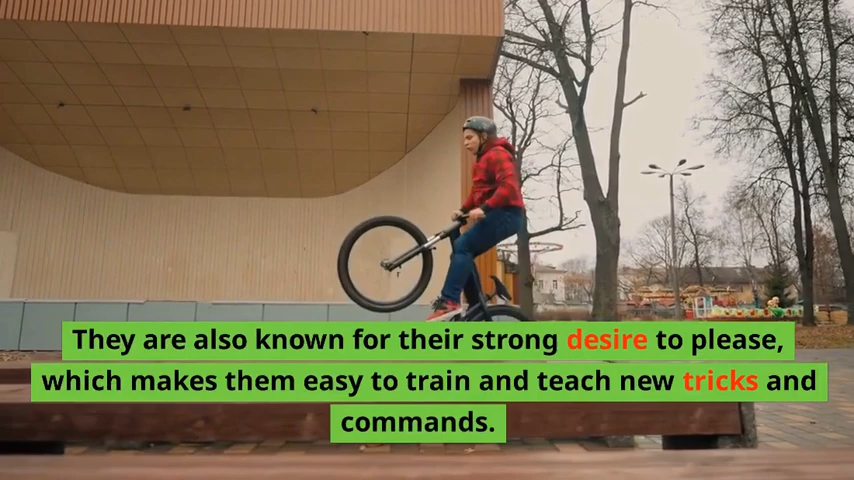 They are also known for their strong desire to please,
which makes them easy to train and teach new tricks and
commands.